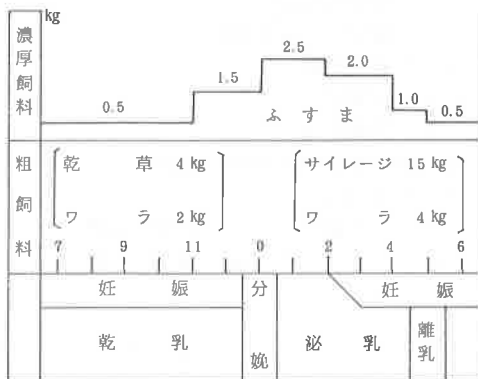 kg
濃厚飼料
0.5
1.5
2.5
2.0
1.0
0.5
ふすま
粗飼料
乾草 4 kg
ワラ 2 kg
サイレージ 15 kg
ワラ 4 kg
7 9 11 0 2 4 6
妊娠
分娩
妊娠
乾乳
泌乳
離乳